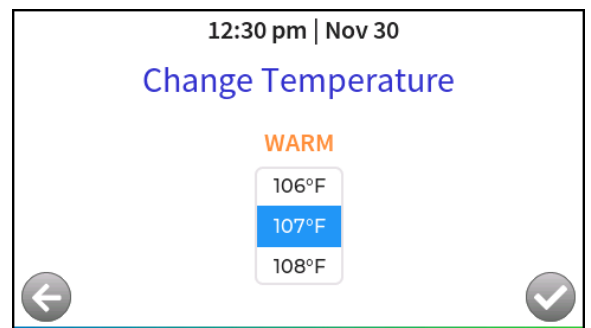 12:30 pm | Nov 30
Change Temperature
WARM
106°F
107°F
108°F